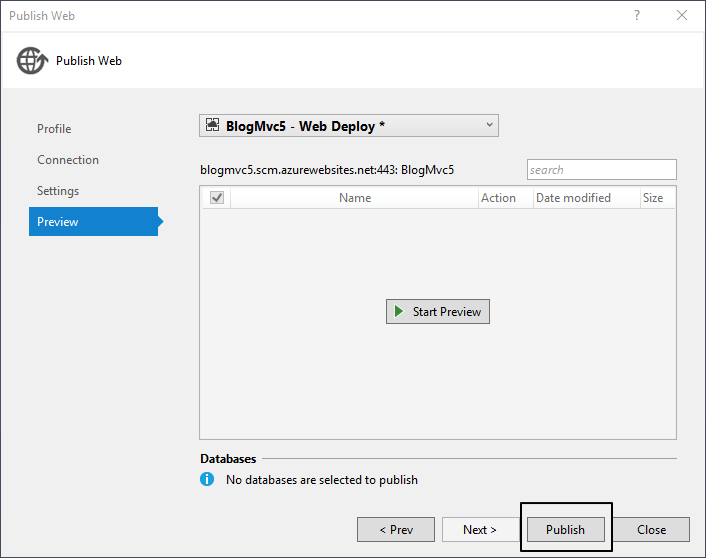 Publish Web
?
Publish Web
Profile
Connection
Settings
Preview
BlogMvc5 - Web Deploy *
blogmvc5.scm.azurewebsites.net:443: BlogMvc5
search
Name Action Date modified Size
Start Preview
Databases
No databases are selected to publish
< Prev Next > Publish Close